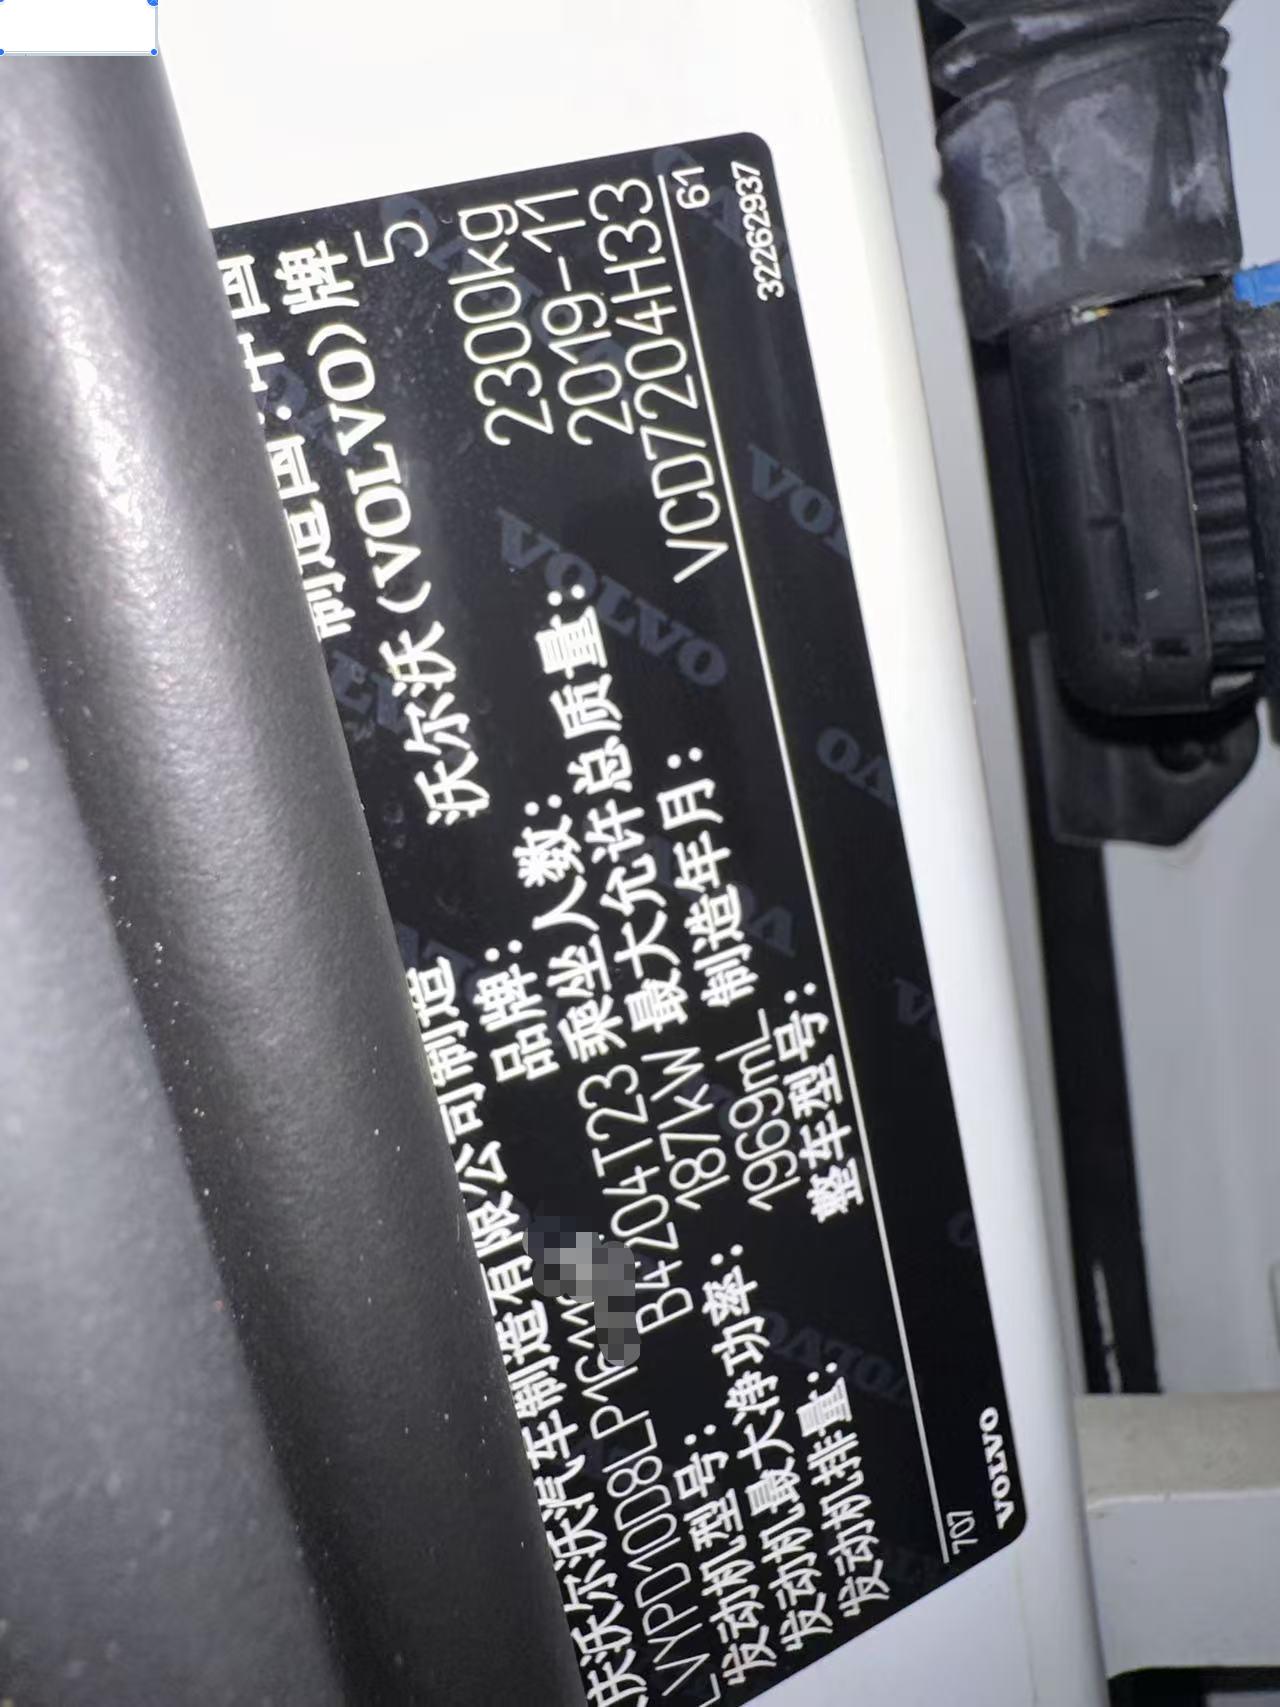 制造国：中国
沃尔沃汽车制造有限公司制造
品牌： 沃尔沃(VOLVO)牌
乘坐人数： 5
发动机型号： B4204T23
最大允许总质量： 2300kg
发动机最大净功率： 187kW
制造年月： 2019-11
发动机排量： 1969mL
整车型号： VCD7204H33
707 61
VOLVO 32262937